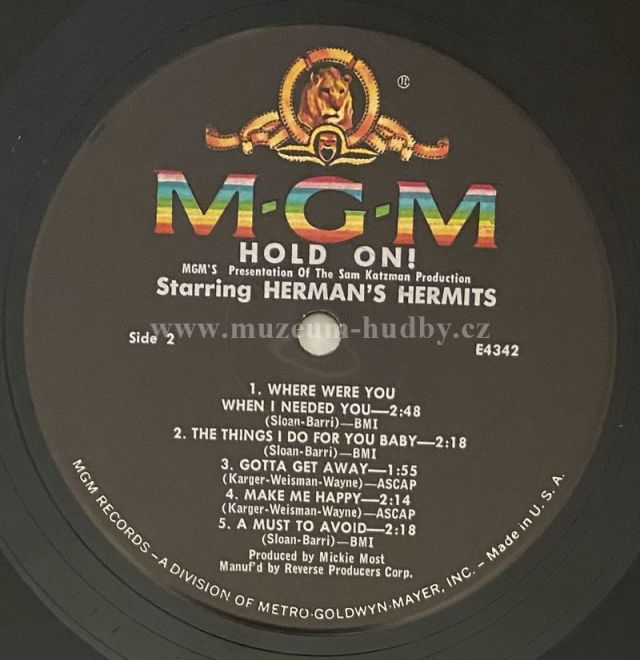 ®
M-G-M
HOLD ON!
MGM'S Presentation Of The Sam Katzman Production
Starring HERMAN'S HERMITS
www.muzeum-hudby.cz
Side 2
E4342
1. WHERE WERE YOU
WHEN I NEEDED YOU—2:48
(Sloan-Barri)—BMI
2. THE THINGS I DO FOR YOU BABY—2:18
(Sloan-Barri)—BMI
3. GOTTA GET AWAY—1:55
(Karger-Weisman-Wayne)—ASCAP
4. MAKE ME HAPPY—2:14
(Karger-Weisman-Wayne)—ASCAP
5. A MUST TO AVOID—2:18
(Sloan-Barri)—BMI
Produced by Mickie Most
Manuf'd by Reverse Producers Corp.
MGM RECORDS – A DIVISION OF METRO-GOLDWYN-MAYER, INC. – Made in U.S.A.